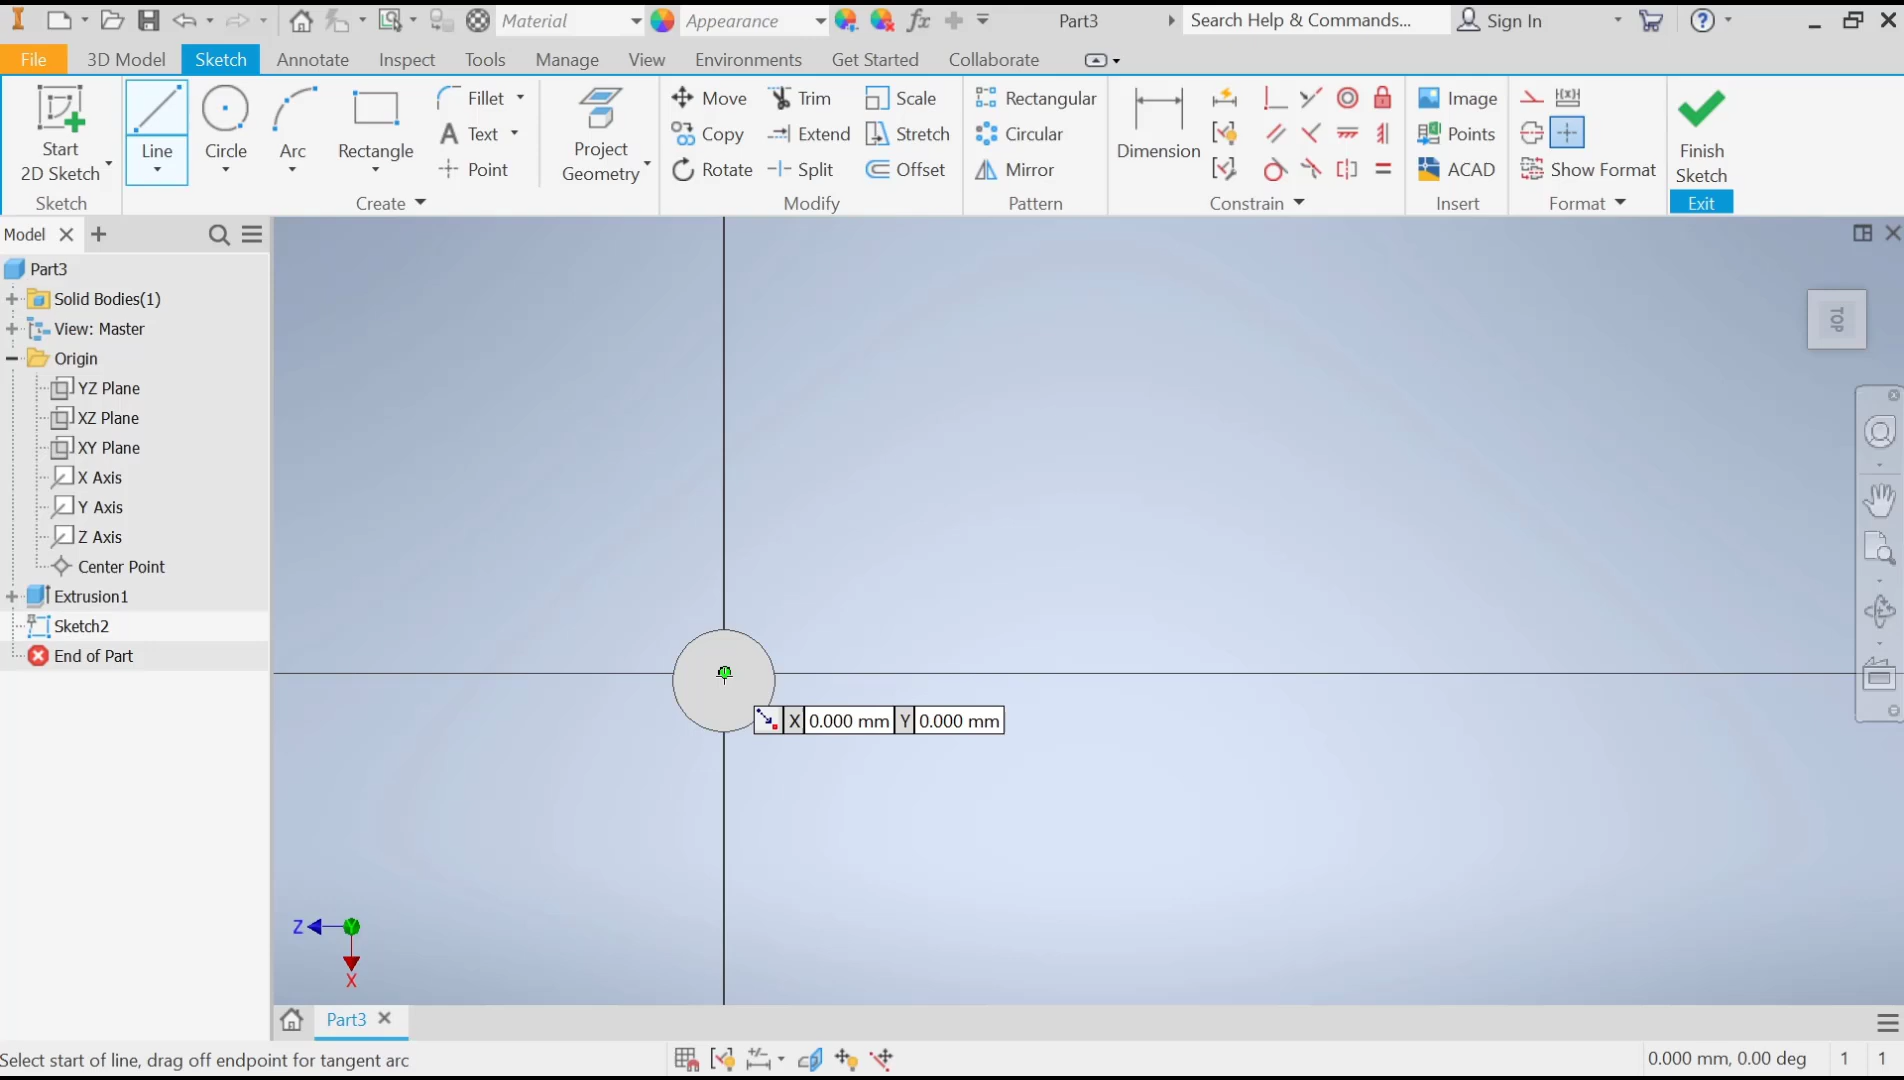 Material
Appearance
fx
Part3
Search Help & Commands...
Sign In
File
3D Model
Sketch
Annotate
Inspect
Tools
Manage
View
Environments
Get Started
Collaborate
Start
2D Sketch
Line
Circle
Arc
Rectangle
Fillet
Text
Point
Project
Geometry
Move
Copy
Rotate
Trim
Extend
Split
Scale
Stretch
Offset
Rectangular
Circular
Mirror
Dimension
Image
Points
ACAD
Show Format
Finish
Sketch
Sketch
Create
Modify
Pattern
Constrain
Insert
Format
Exit
Model
Part3
Solid Bodies(1)
View: Master
Origin
YZ Plane
XZ Plane
XY Plane
X Axis
Y Axis
Z Axis
Center Point
Extrusion1
Sketch2
End of Part
TOP
X 0.000 mm Y 0.000 mm
Z
Y
X
Part3
Select start of line, drag off endpoint for tangent arc
0.000 mm, 0.00 deg
1
1